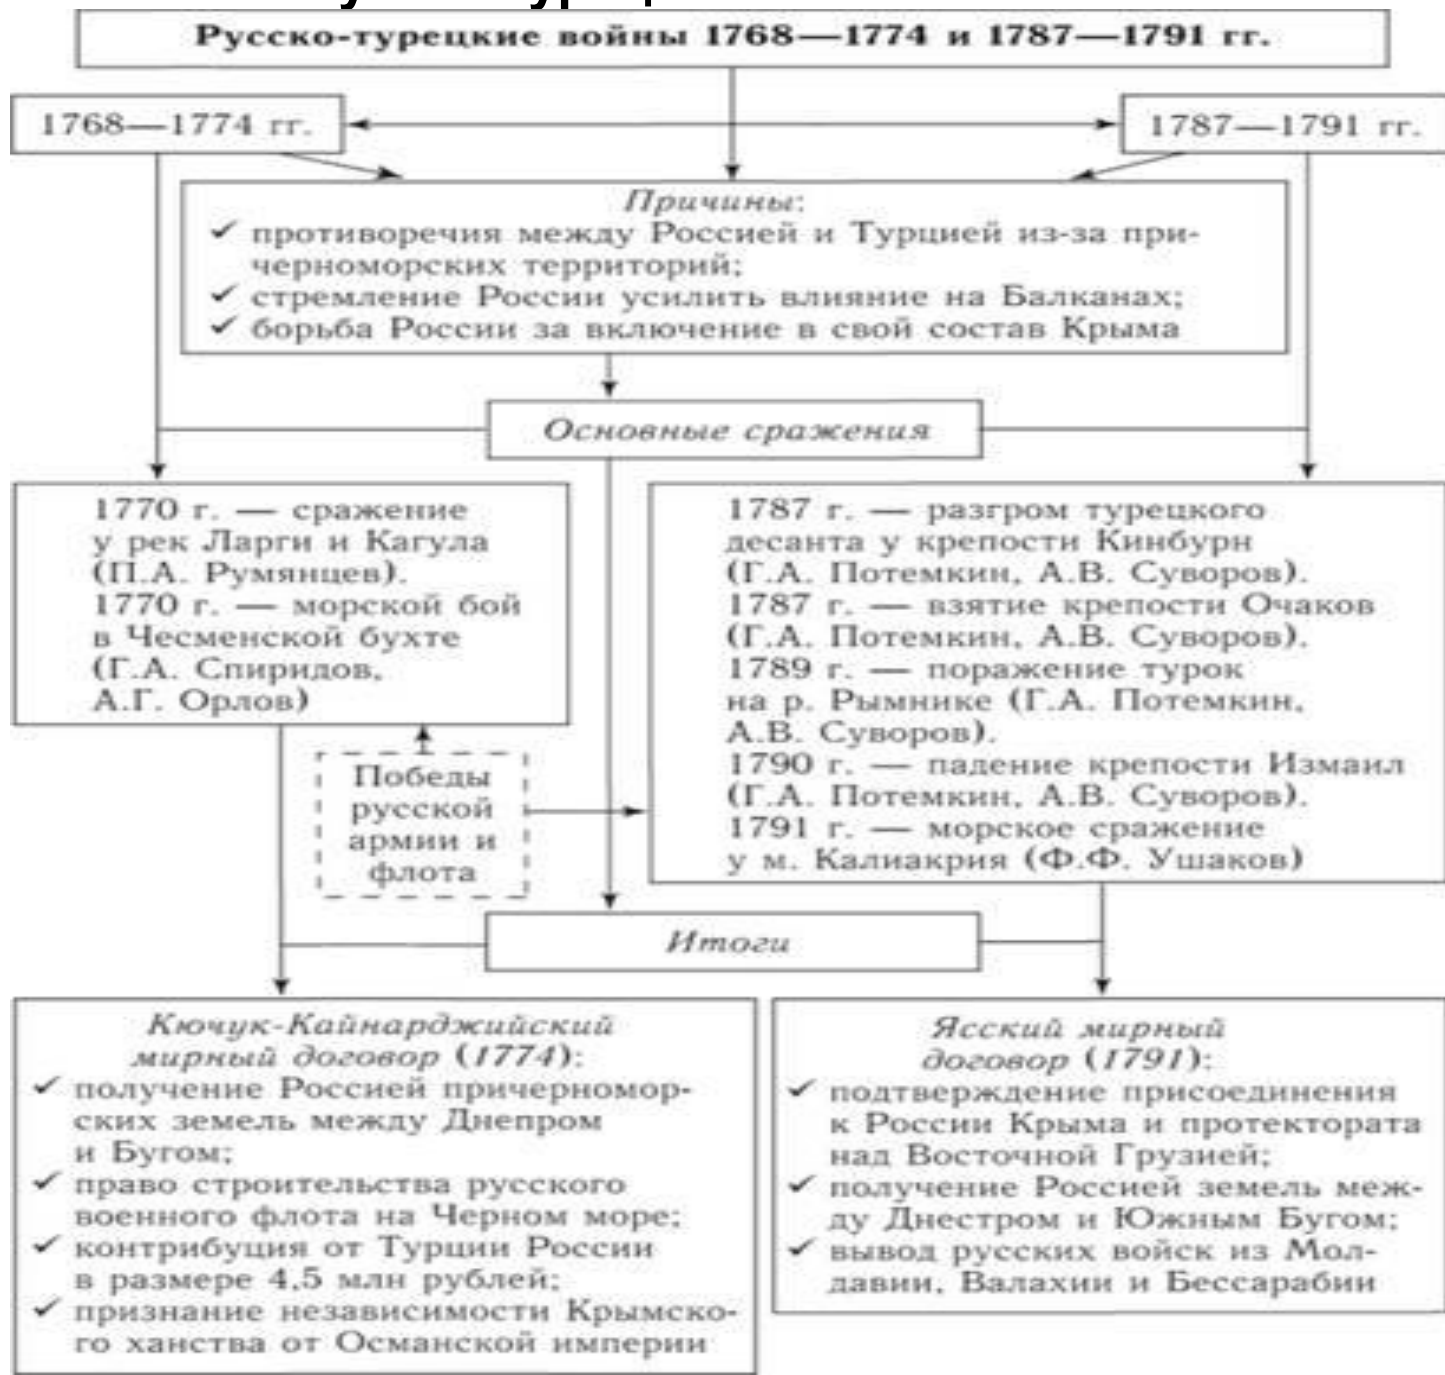 Русско-турецкие войны 1768—1774 и 1787—1791 гг.
1768—1774 гг.
1787—1791 гг.
Причины:
✓ противоречия между Россией и Турцией из-за при-
черноморских территорий;
✓ стремление России усилить влияние на Балканах;
✓ борьба России за включение в свой состав Крыма
Основные сражения
1770 г. — сражение
у рек Ларги и Кагула
(П.А. Румянцев).
1770 г. — морской бой
в Чесменской бухте
(Г.А. Спиридов,
А.Г. Орлов)
1787 г. — разгром турецкого
десанта у крепости Кинбурн
(Г.А. Потемкин, А.В. Суворов).
1787 г. — взятие крепости Очаков
(Г.А. Потемкин, А.В. Суворов).
1789 г. — поражение турок
на р. Рымнике (Г.А. Потемкин,
А.В. Суворов).
1790 г. — падение крепости Измаил
(Г.А. Потемкин, А.В. Суворов).
1791 г. — морское сражение
у м. Калиакрия (Ф.Ф. Ушаков)
Победы
русской
армии и
флота
Итоги
Кючук-Кайнарджийский
мирный договор (1774):
✓ получение Россией причерномор-
ских земель между Днепром
и Бугом;
✓ право строительства русского
военного флота на Черном море;
✓ контрибуция от Турции России
в размере 4,5 млн рублей;
✓ признание независимости Крымско-
го ханства от Османской империи
Ясский мирный
договор (1791):
✓ подтверждение присоединения
к России Крыма и протектората
над Восточной Грузией;
✓ получение Россией земель меж-
ду Днестром и Южным Бугом;
✓ вывод русских войск из Мол-
давии, Валахии и Бессарабии